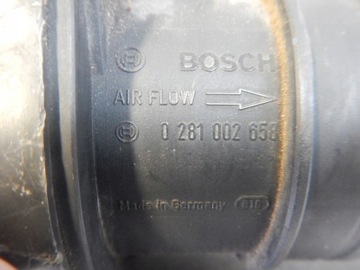 BOSCH
AIR FLOW
0 281 002 658
Made in Germany